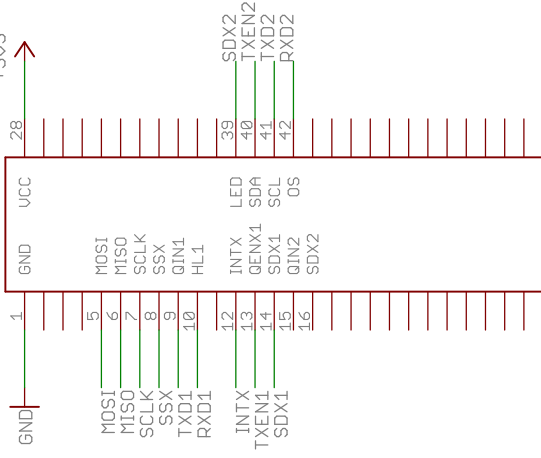 +3V3
SDX2
TXEN2
TXD2
RXD2
28
39
40
41
42
VCC
LED
SDA
SCL
OS
GND
MOSI
MISO
SCLK
SSX
QIN1
HL1
INTX
QENX1
SDX1
QIN2
SDX2
1
5
6
7
8
9
10
12
13
14
15
16
GND
MOSI
MISO
SCLK
SSX
TXD1
RXD1
INTX
TXEN1
SDX1